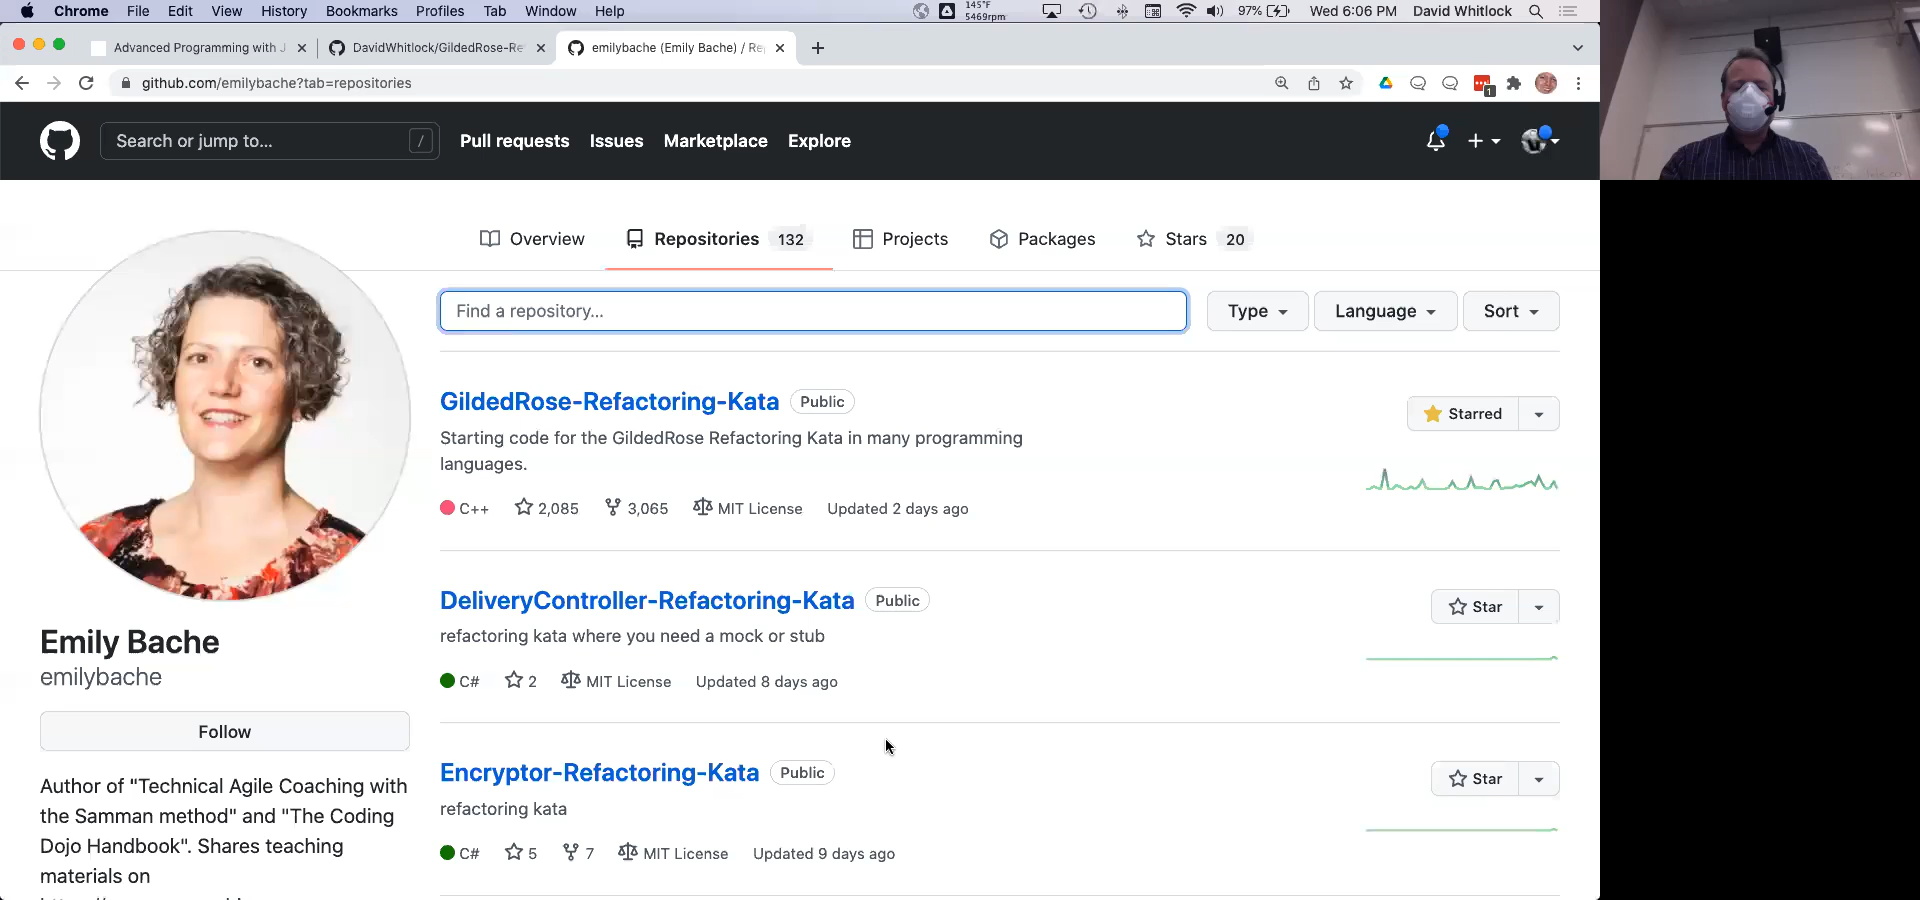 Chrome File Edit View History Bookmarks Profiles Tab Window Help
145°F
5469rpm
97%
Wed 6:06 PM David Whitlock
Advanced Programming with J
DavidWhitlock/GildedRose-Re
emilybache (Emily Bache) / Re
github.com/emilybache?tab=repositories
1
Search or jump to... /
Pull requests Issues Marketplace Explore
Overview Repositories 132 Projects Packages Stars 20
Find a repository...
Type Language Sort
GildedRose-Refactoring-Kata Public
Starred
Starting code for the GildedRose Refactoring Kata in many programming
languages.
C++ 2,085 3,065 MIT License Updated 2 days ago
DeliveryController-Refactoring-Kata Public
Star
refactoring kata where you need a mock or stub
C# 2 MIT License Updated 8 days ago
Encryptor-Refactoring-Kata Public
Star
refactoring kata
C# 5 7 MIT License Updated 9 days ago
Emily Bache
emilybache
Follow
Author of "Technical Agile Coaching with
the Samman method" and "The Coding
Dojo Handbook". Shares teaching
materials on